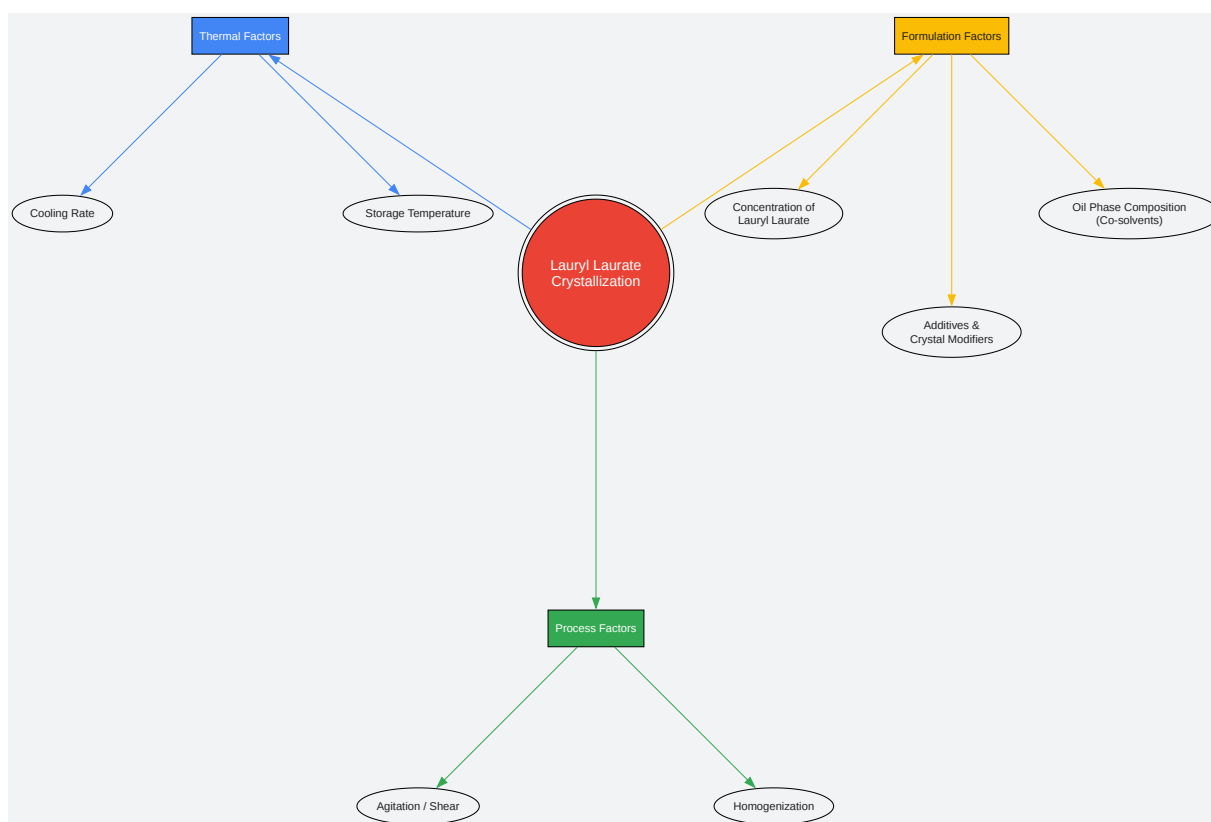 Thermal Factors
Formulation Factors
Cooling Rate
Storage Temperature
Concentration of
Lauryl Laurate
Oil Phase Composition
(Co-solvents)
Lauryl Laurate
Crystallization
Additives &
Crystal Modifiers
Process Factors
Agitation / Shear
Homogenization